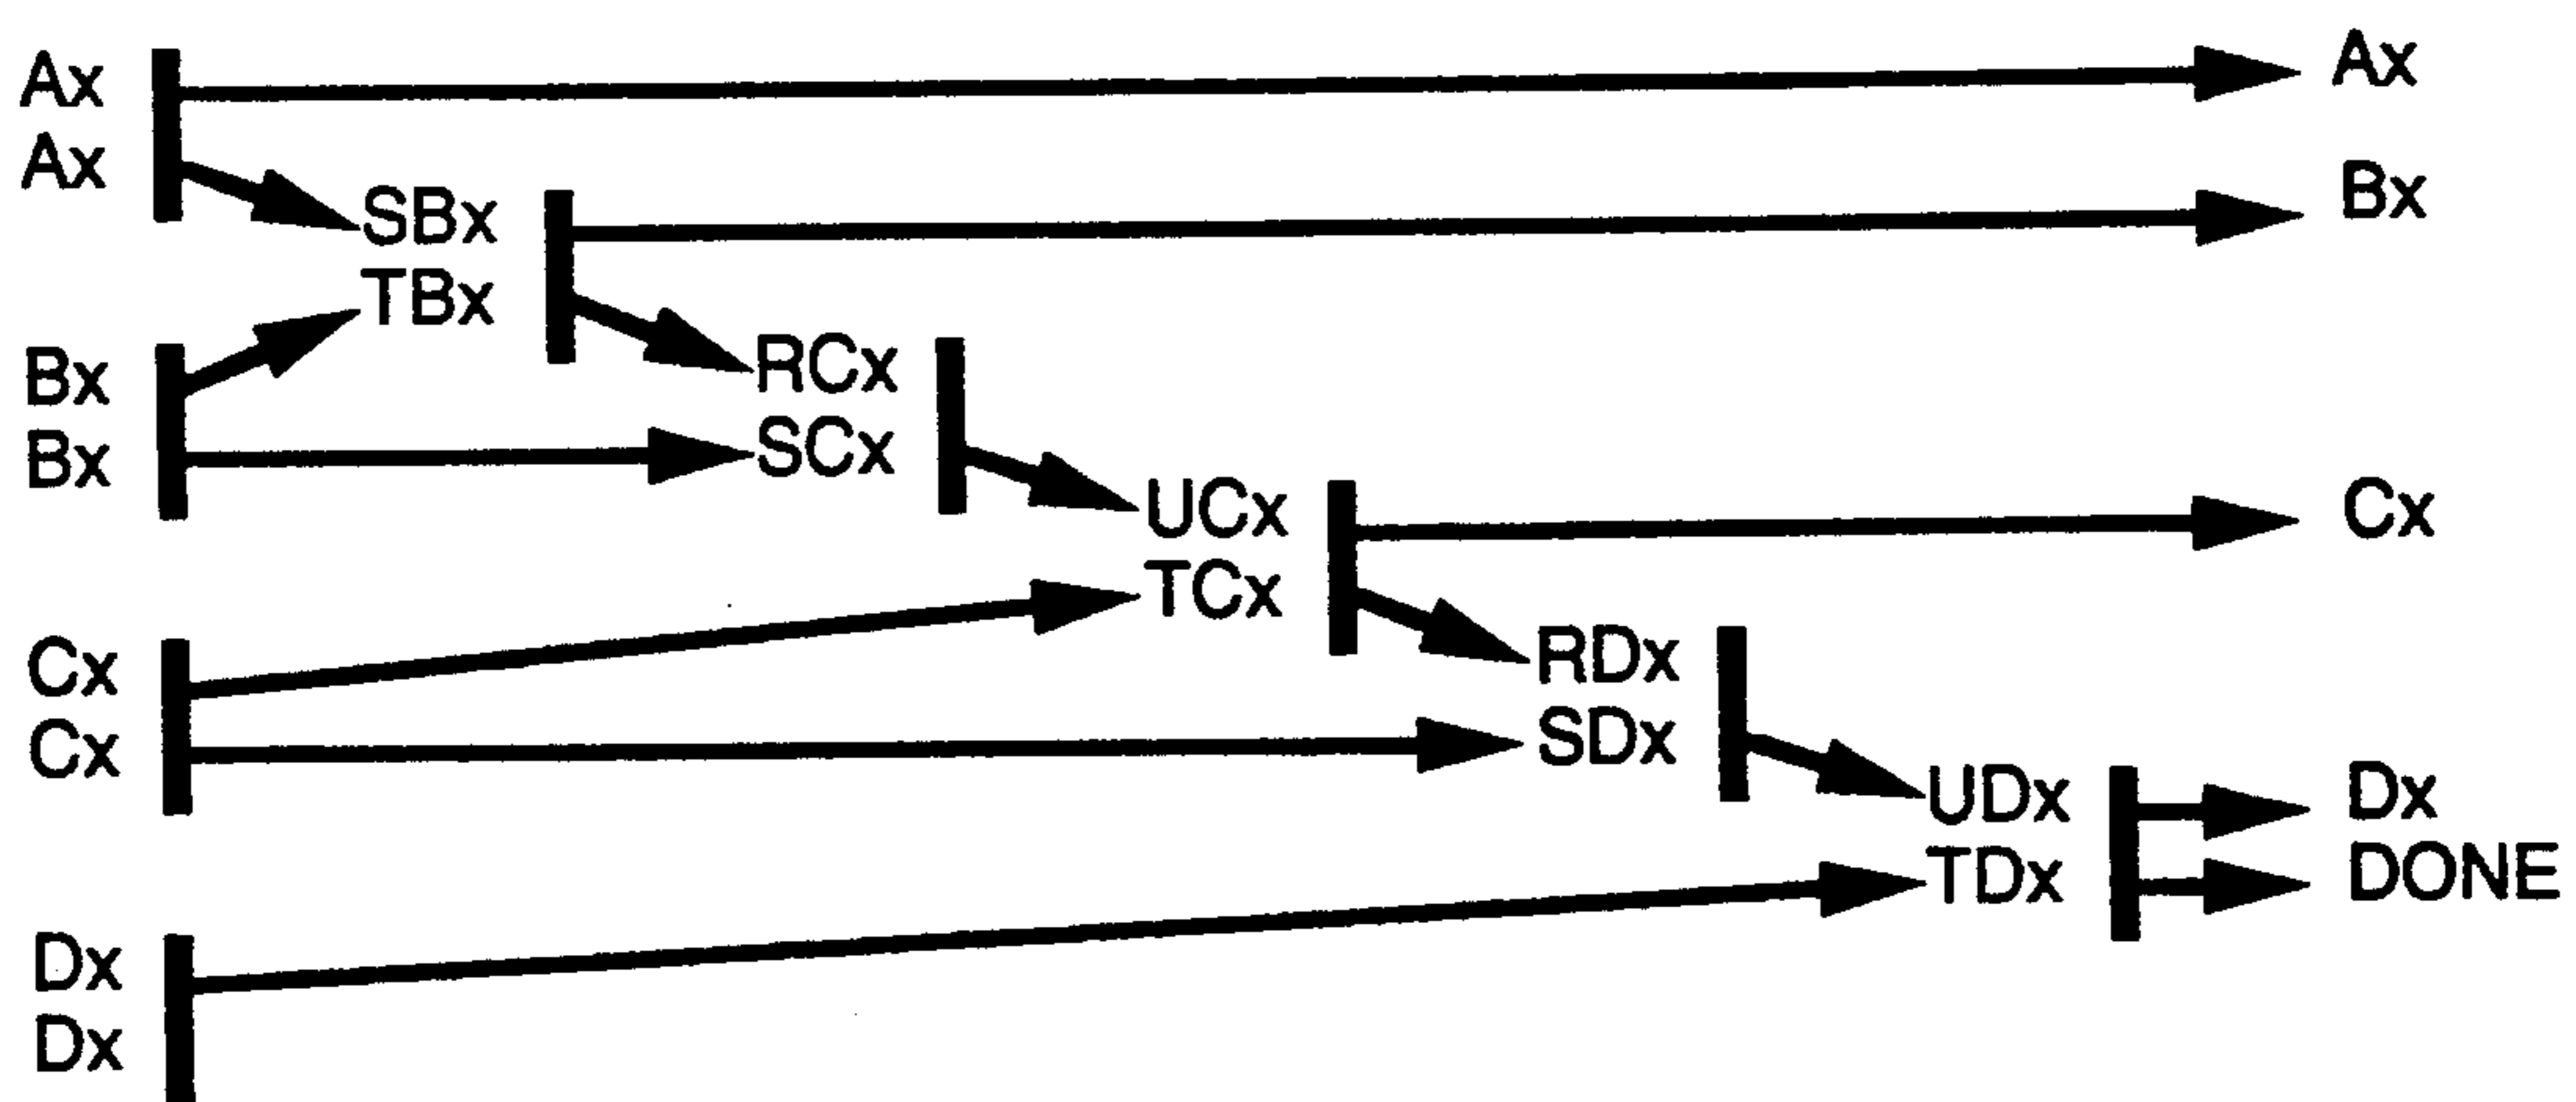 Ax Ax
Ax
Bx
SBx
TBx
Bx
RCx
Bx
SCx
UCx Cx
TCx
Cx
RDx
Cx
SDx
UDx Dx
TDx DONE
Dx
Dx